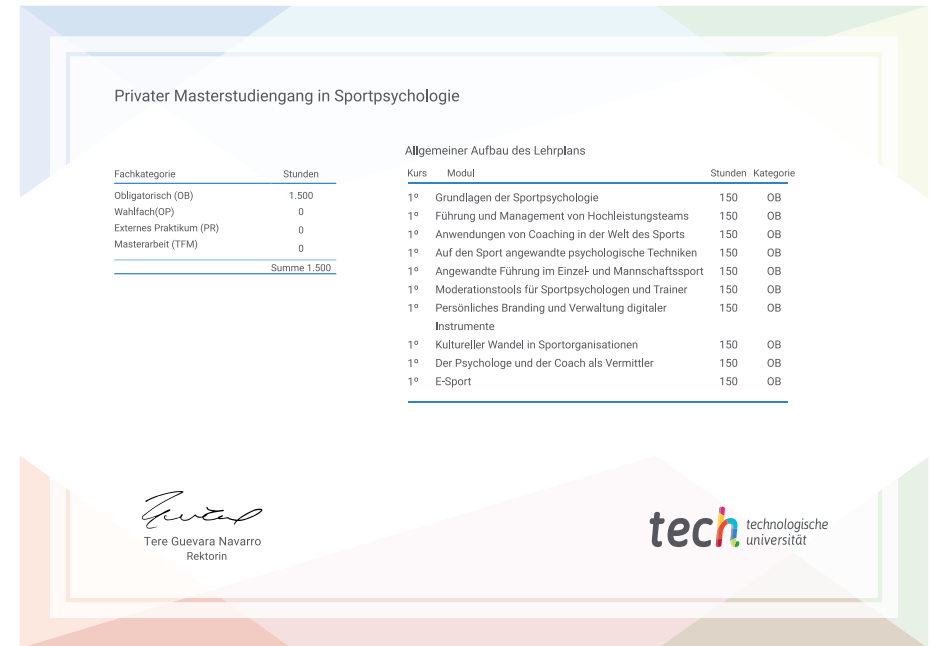 Privater Masterstudiengang in Sportpsychologie
Fachkategorie Stunden
Obligatorisch (OB) 1.500
Wahlfach(OP) 0
Externes Praktikum (PR) 0
Masterarbeit (TFM) 0
Summe 1.500
Allgemeiner Aufbau des Lehrplans
Kurs Modul Stunden Kategorie
1º Grundlagen der Sportpsychologie 150 OB
1º Führung und Management von Hochleistungsteams 150 OB
1º Anwendungen von Coaching in der Welt des Sports 150 OB
1º Auf den Sport angewandte psychologische Techniken 150 OB
1º Angewandte Führung im Einzel- und Mannschaftssport 150 OB
1º Moderationstools für Sportpsychologen und Trainer 150 OB
1º Persönliches Branding und Verwaltung digitaler 150 OB
Instrumente
1º Kultureller Wandel in Sportorganisationen 150 OB
1º Der Psychologe und der Coach als Vermittler 150 OB
1º E-Sport 150 OB
Tere Guevara Navarro
Rektorin
tech technologische
universität